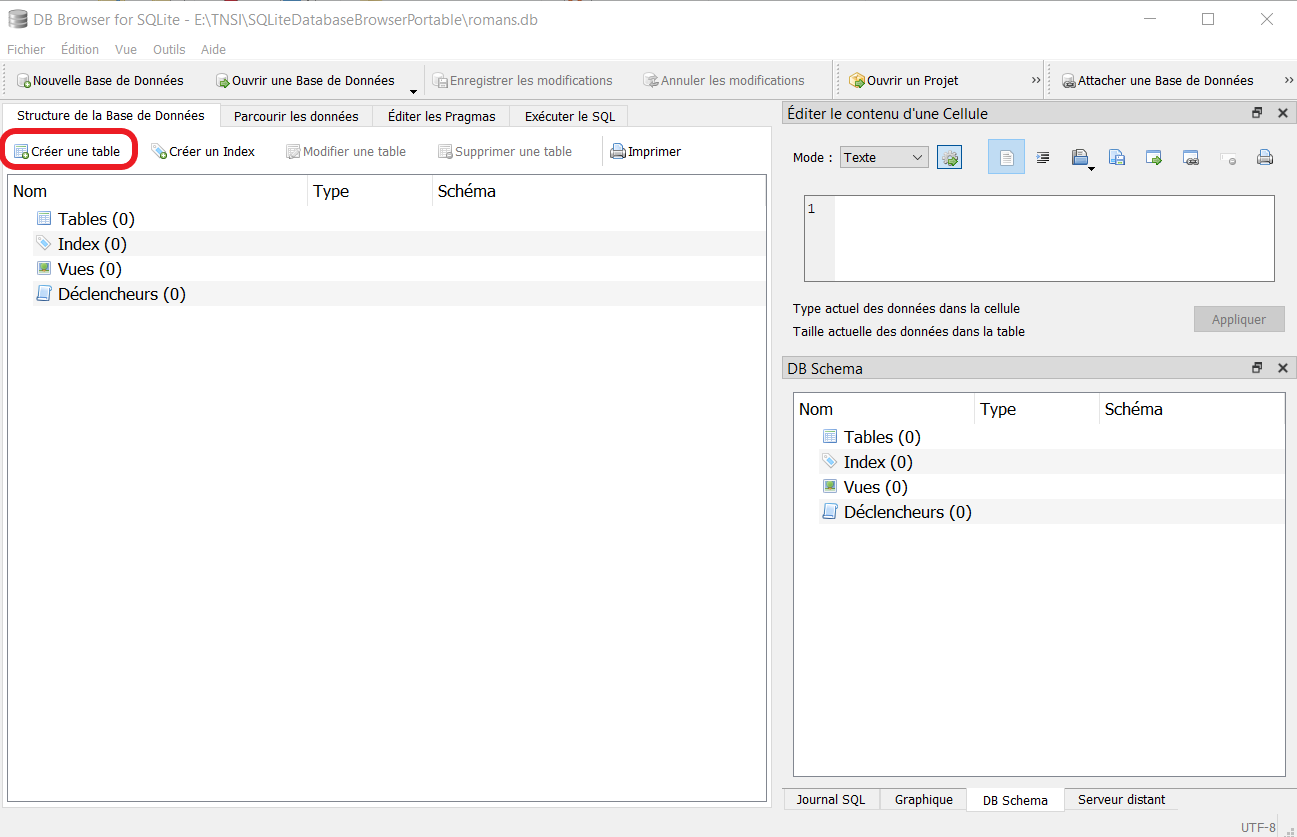 DB Browser for SQLite - E:\TNSI\SQLiteDatabaseBrowserPortable\romans.db
Fichier Édition Vue Outils Aide
Nouvelle Base de Données Ouvrir une Base de Données Enregistrer les modifications Annuler les modifications Ouvrir un Projet » Attacher une Base de Données »
Structure de la Base de Données Parcourir les données Éditer les Pragmas Exécuter le SQL
Créer une table Créer un Index Modifier une table Supprimer une table Imprimer
Nom Type Schéma
Tables (0)
Index (0)
Vues (0)
Déclencheurs (0)
Éditer le contenu d'une Cellule
Mode : Texte
1
Type actuel des données dans la cellule
Taille actuelle des données dans la table
Appliquer
DB Schema
Nom Type Schéma
Tables (0)
Index (0)
Vues (0)
Déclencheurs (0)
Journal SQL Graphique DB Schema Serveur distant
UTF-8